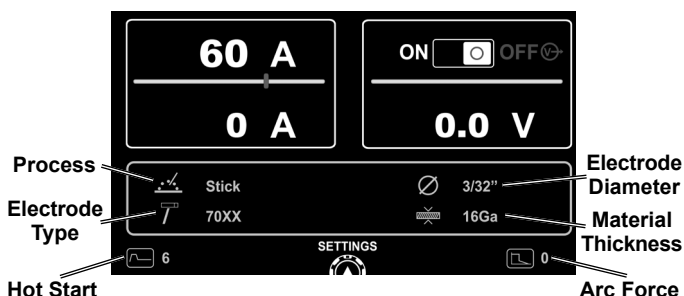 60 A
ON OFF V
0 A
0.0 V
Process
Electrode
Diameter
Stick
3/32”
Electrode
Type
70XX
16Ga
Material
Thickness
SETTINGS
6
0
Hot Start
Arc Force